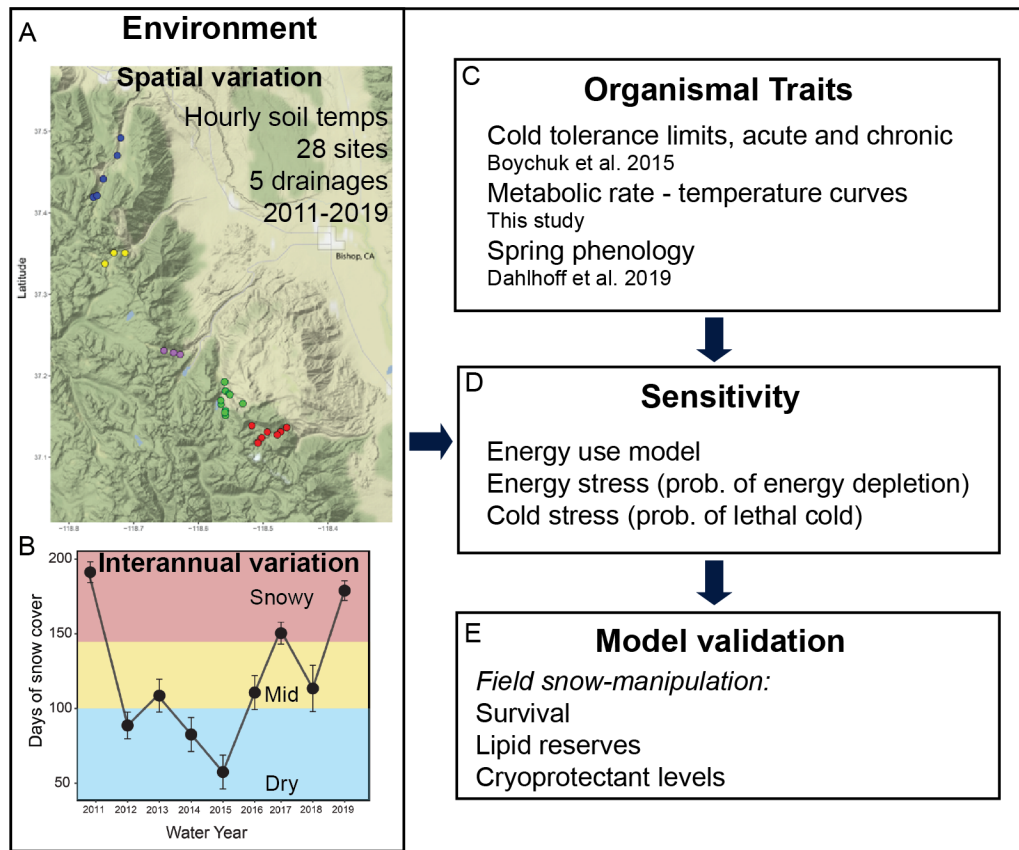 A
Environment
Spatial variation
Hourly soil temps
28 sites
5 drainages
2011-2019
Bishop, CA
Latitude
37.5
37.4
37.3
37.2
37.1
−118.8
−118.7
−118.6
−118.5
−118.4
B
Interannual variation
Snowy
Mid
Dry
Days of snow cover
200
150
100
50
2011
2012
2013
2014
2015
2016
2017
2018
2019
Water Year
C
Organismal Traits
Cold tolerance limits, acute and chronic
Boychuk et al. 2015
Metabolic rate - temperature curves
This study
Spring phenology
Dahlhoff et al. 2019
D
Sensitivity
Energy use model
Energy stress (prob. of energy depletion)
Cold stress (prob. of lethal cold)
E
Model validation
Field snow-manipulation:
Survival
Lipid reserves
Cryoprotectant levels